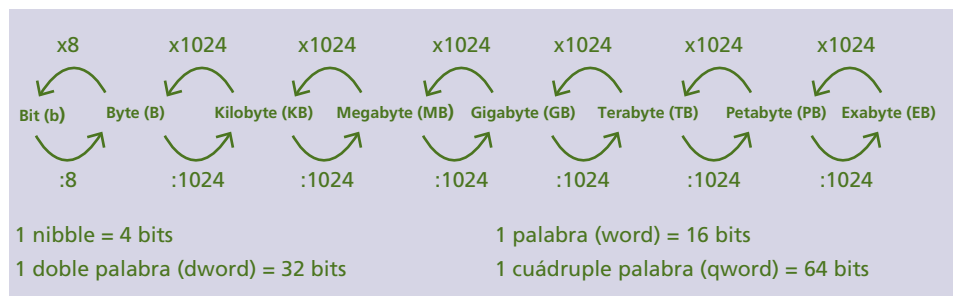 x8 x1024 x1024 x1024 x1024 x1024 x1024
Bit (b) Byte (B) Kilobyte (KB) Megabyte (MB) Gigabyte (GB) Terabyte (TB) Petabyte (PB) Exabyte (EB)
:8 :1024 :1024 :1024 :1024 :1024 :1024
1 nibble = 4 bits 1 palabra (word) = 16 bits
1 doble palabra (dword) = 32 bits 1 cuádruple palabra (qword) = 64 bits